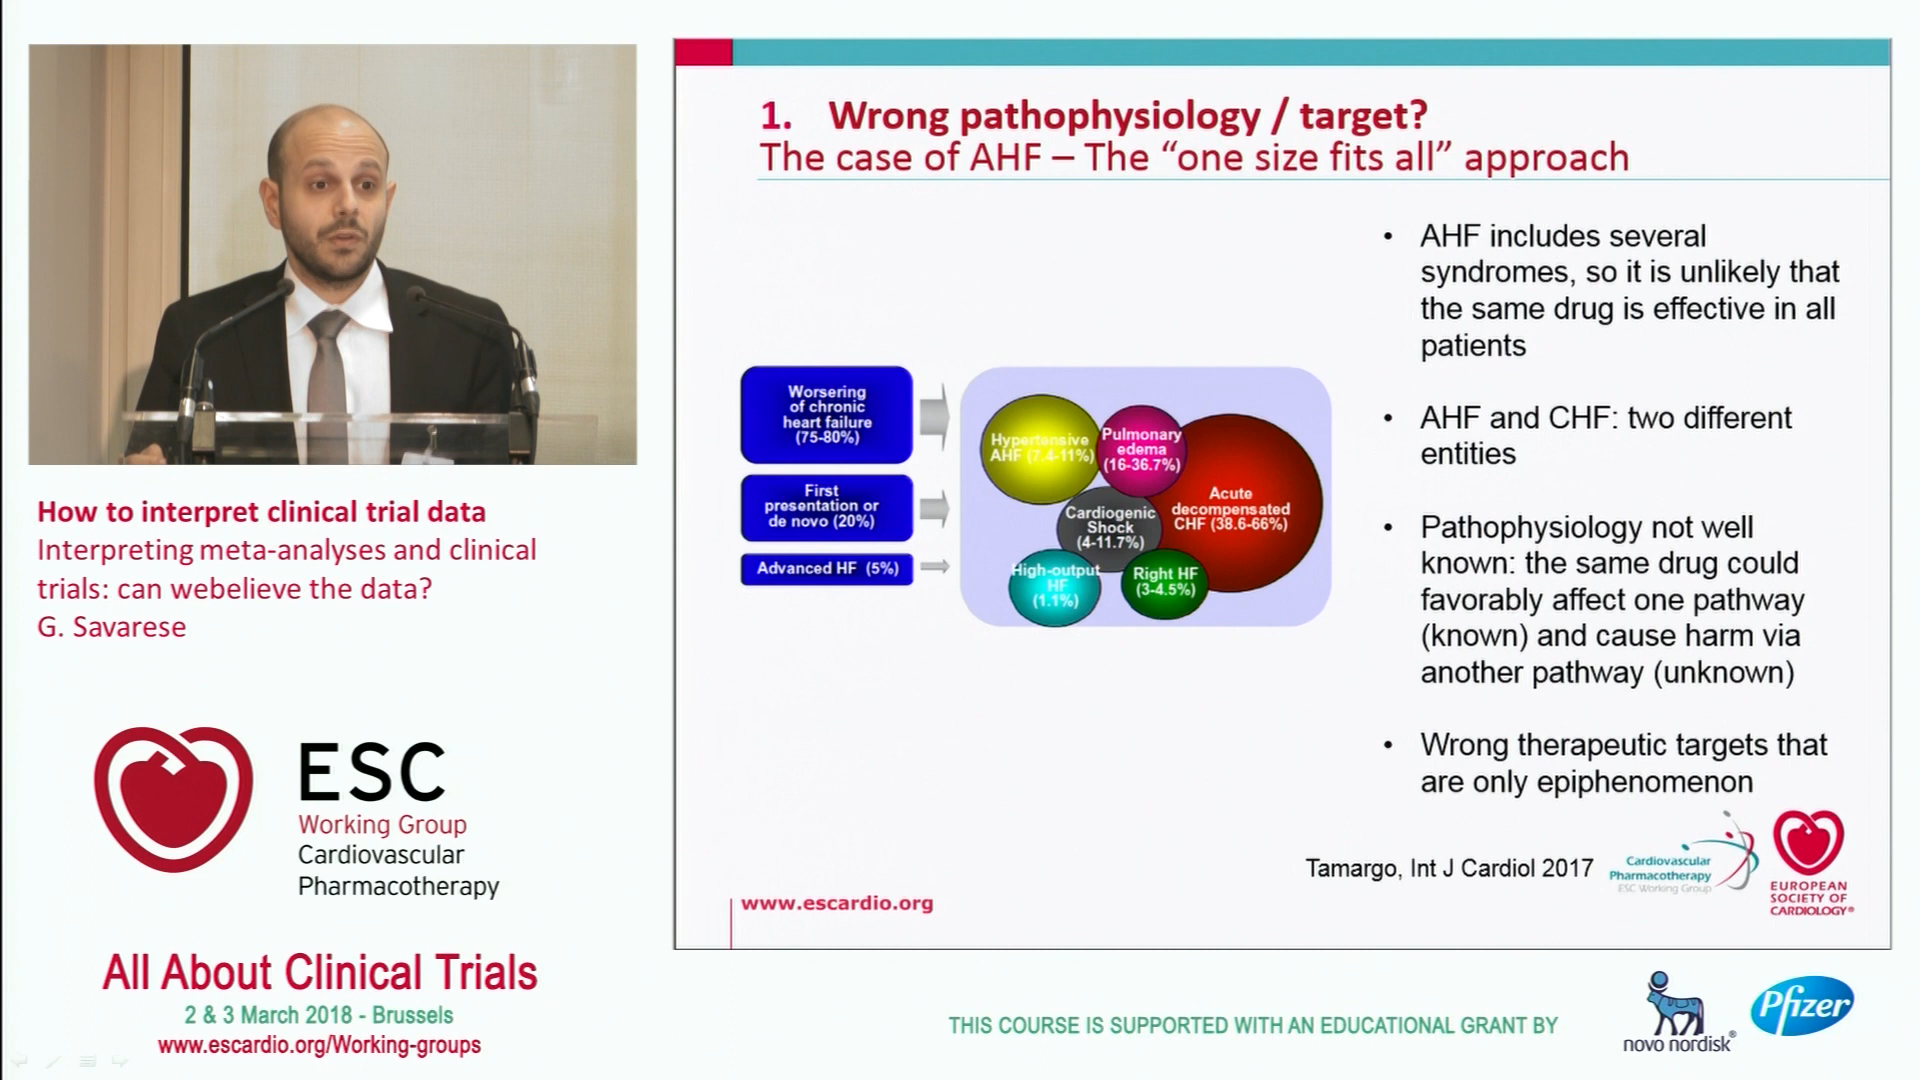 1. Wrong pathophysiology / target?
The case of AHF – The “one size fits all” approach
Worsering
of chronic
heart failure
(75-80%)
First
presentation or
de novo (20%)
Advanced HF (5%)
Hypertensive
AHF (7.4-11%)
Pulmonary
edema
(16-36.7%)
Cardiogenic
Shock
(4-11.7%)
Acute
decompensated
CHF (38.6-66%)
High-output
HF
(1.1%)
Right HF
(3-4.5%)
• AHF includes several
syndromes, so it is unlikely that
the same drug is effective in all
patients
• AHF and CHF: two different
entities
• Pathophysiology not well
known: the same drug could
favorably affect one pathway
(known) and cause harm via
another pathway (unknown)
• Wrong therapeutic targets that
are only epiphenomenon
Tamargo, Int J Cardiol 2017
Cardiovascular
Pharmacotherapy
ESC Working Group
EUROPEAN
SOCIETY OF
CARDIOLOGY®
www.escardio.org
How to interpret clinical trial data
Interpreting meta-analyses and clinical
trials: can webelieve the data?
G. Savarese
ESC
Working Group
Cardiovascular
Pharmacotherapy
All About Clinical Trials
2 & 3 March 2018 - Brussels
www.escardio.org/Working-groups
THIS COURSE IS SUPPORTED WITH AN EDUCATIONAL GRANT BY
novo nordisk®
Pfizer